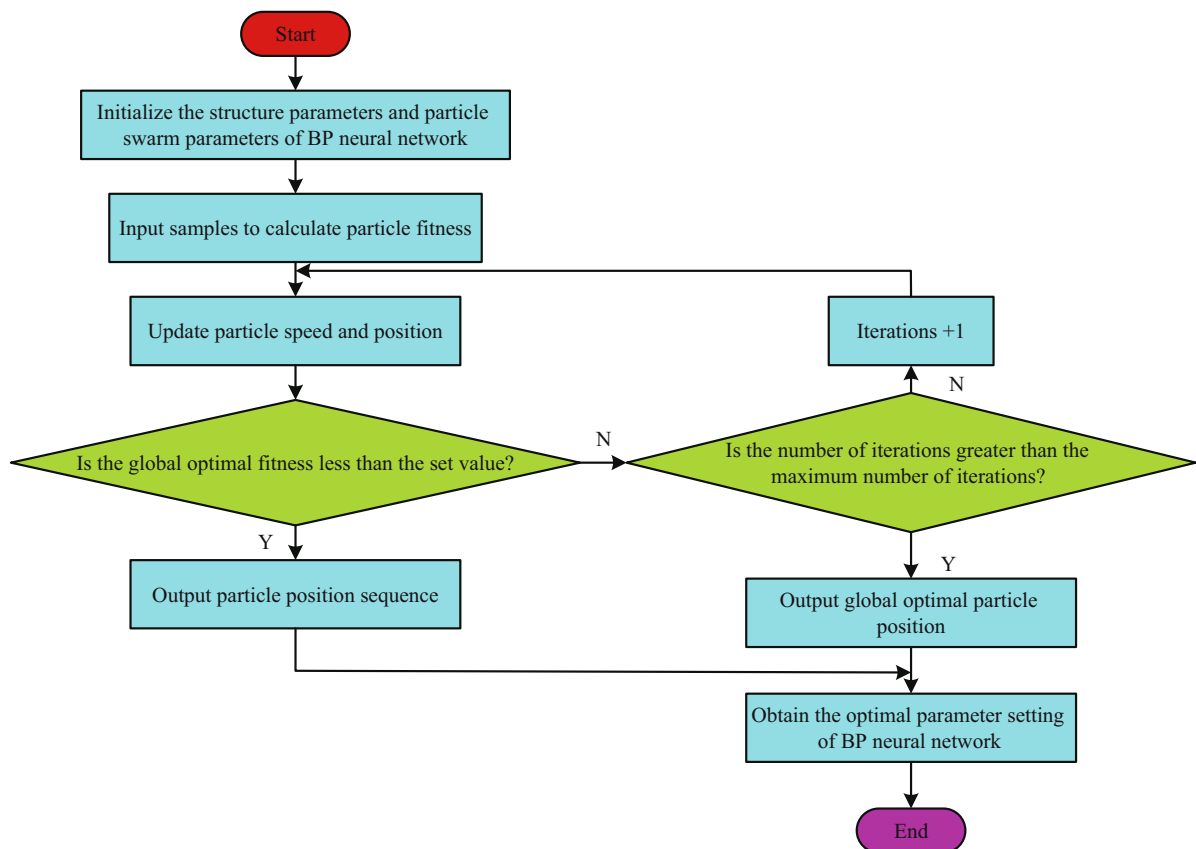 Start
Initialize the structure parameters and particle
swarm parameters of BP neural network
Input samples to calculate particle fitness
Update particle speed and position
Iterations +1
N
Is the global optimal fitness less than the set value?
N
Is the number of iterations greater than the
maximum number of iterations?
Y
Y
Output particle position sequence
Output global optimal particle
position
Obtain the optimal parameter setting
of BP neural network
End